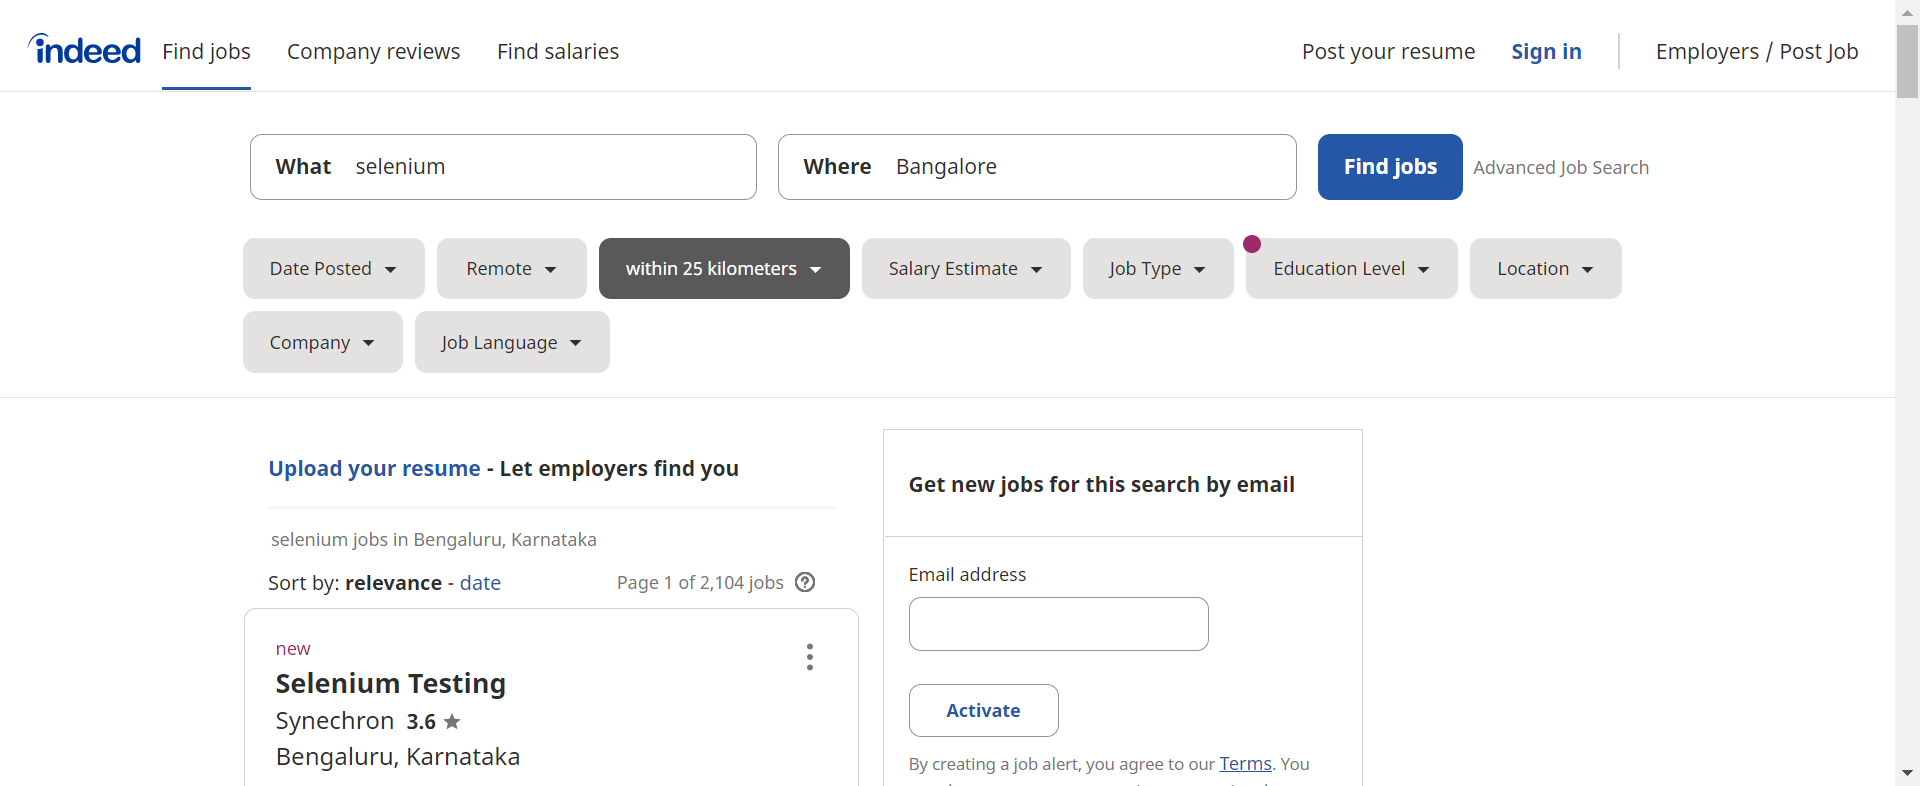 indeed Find jobs Company reviews Find salaries Post your resume Sign in Employers / Post Job
What selenium Where Bangalore Find jobs Advanced Job Search
Date Posted Remote within 25 kilometers Salary Estimate Job Type Education Level Location
Company Job Language
Upload your resume - Let employers find you
selenium jobs in Bengaluru, Karnataka
Sort by: relevance - date Page 1 of 2,104 jobs ?
new
Selenium Testing
Synechron 3.6
Bengaluru, Karnataka
Get new jobs for this search by email
Email address
Activate
By creating a job alert, you agree to our Terms. You